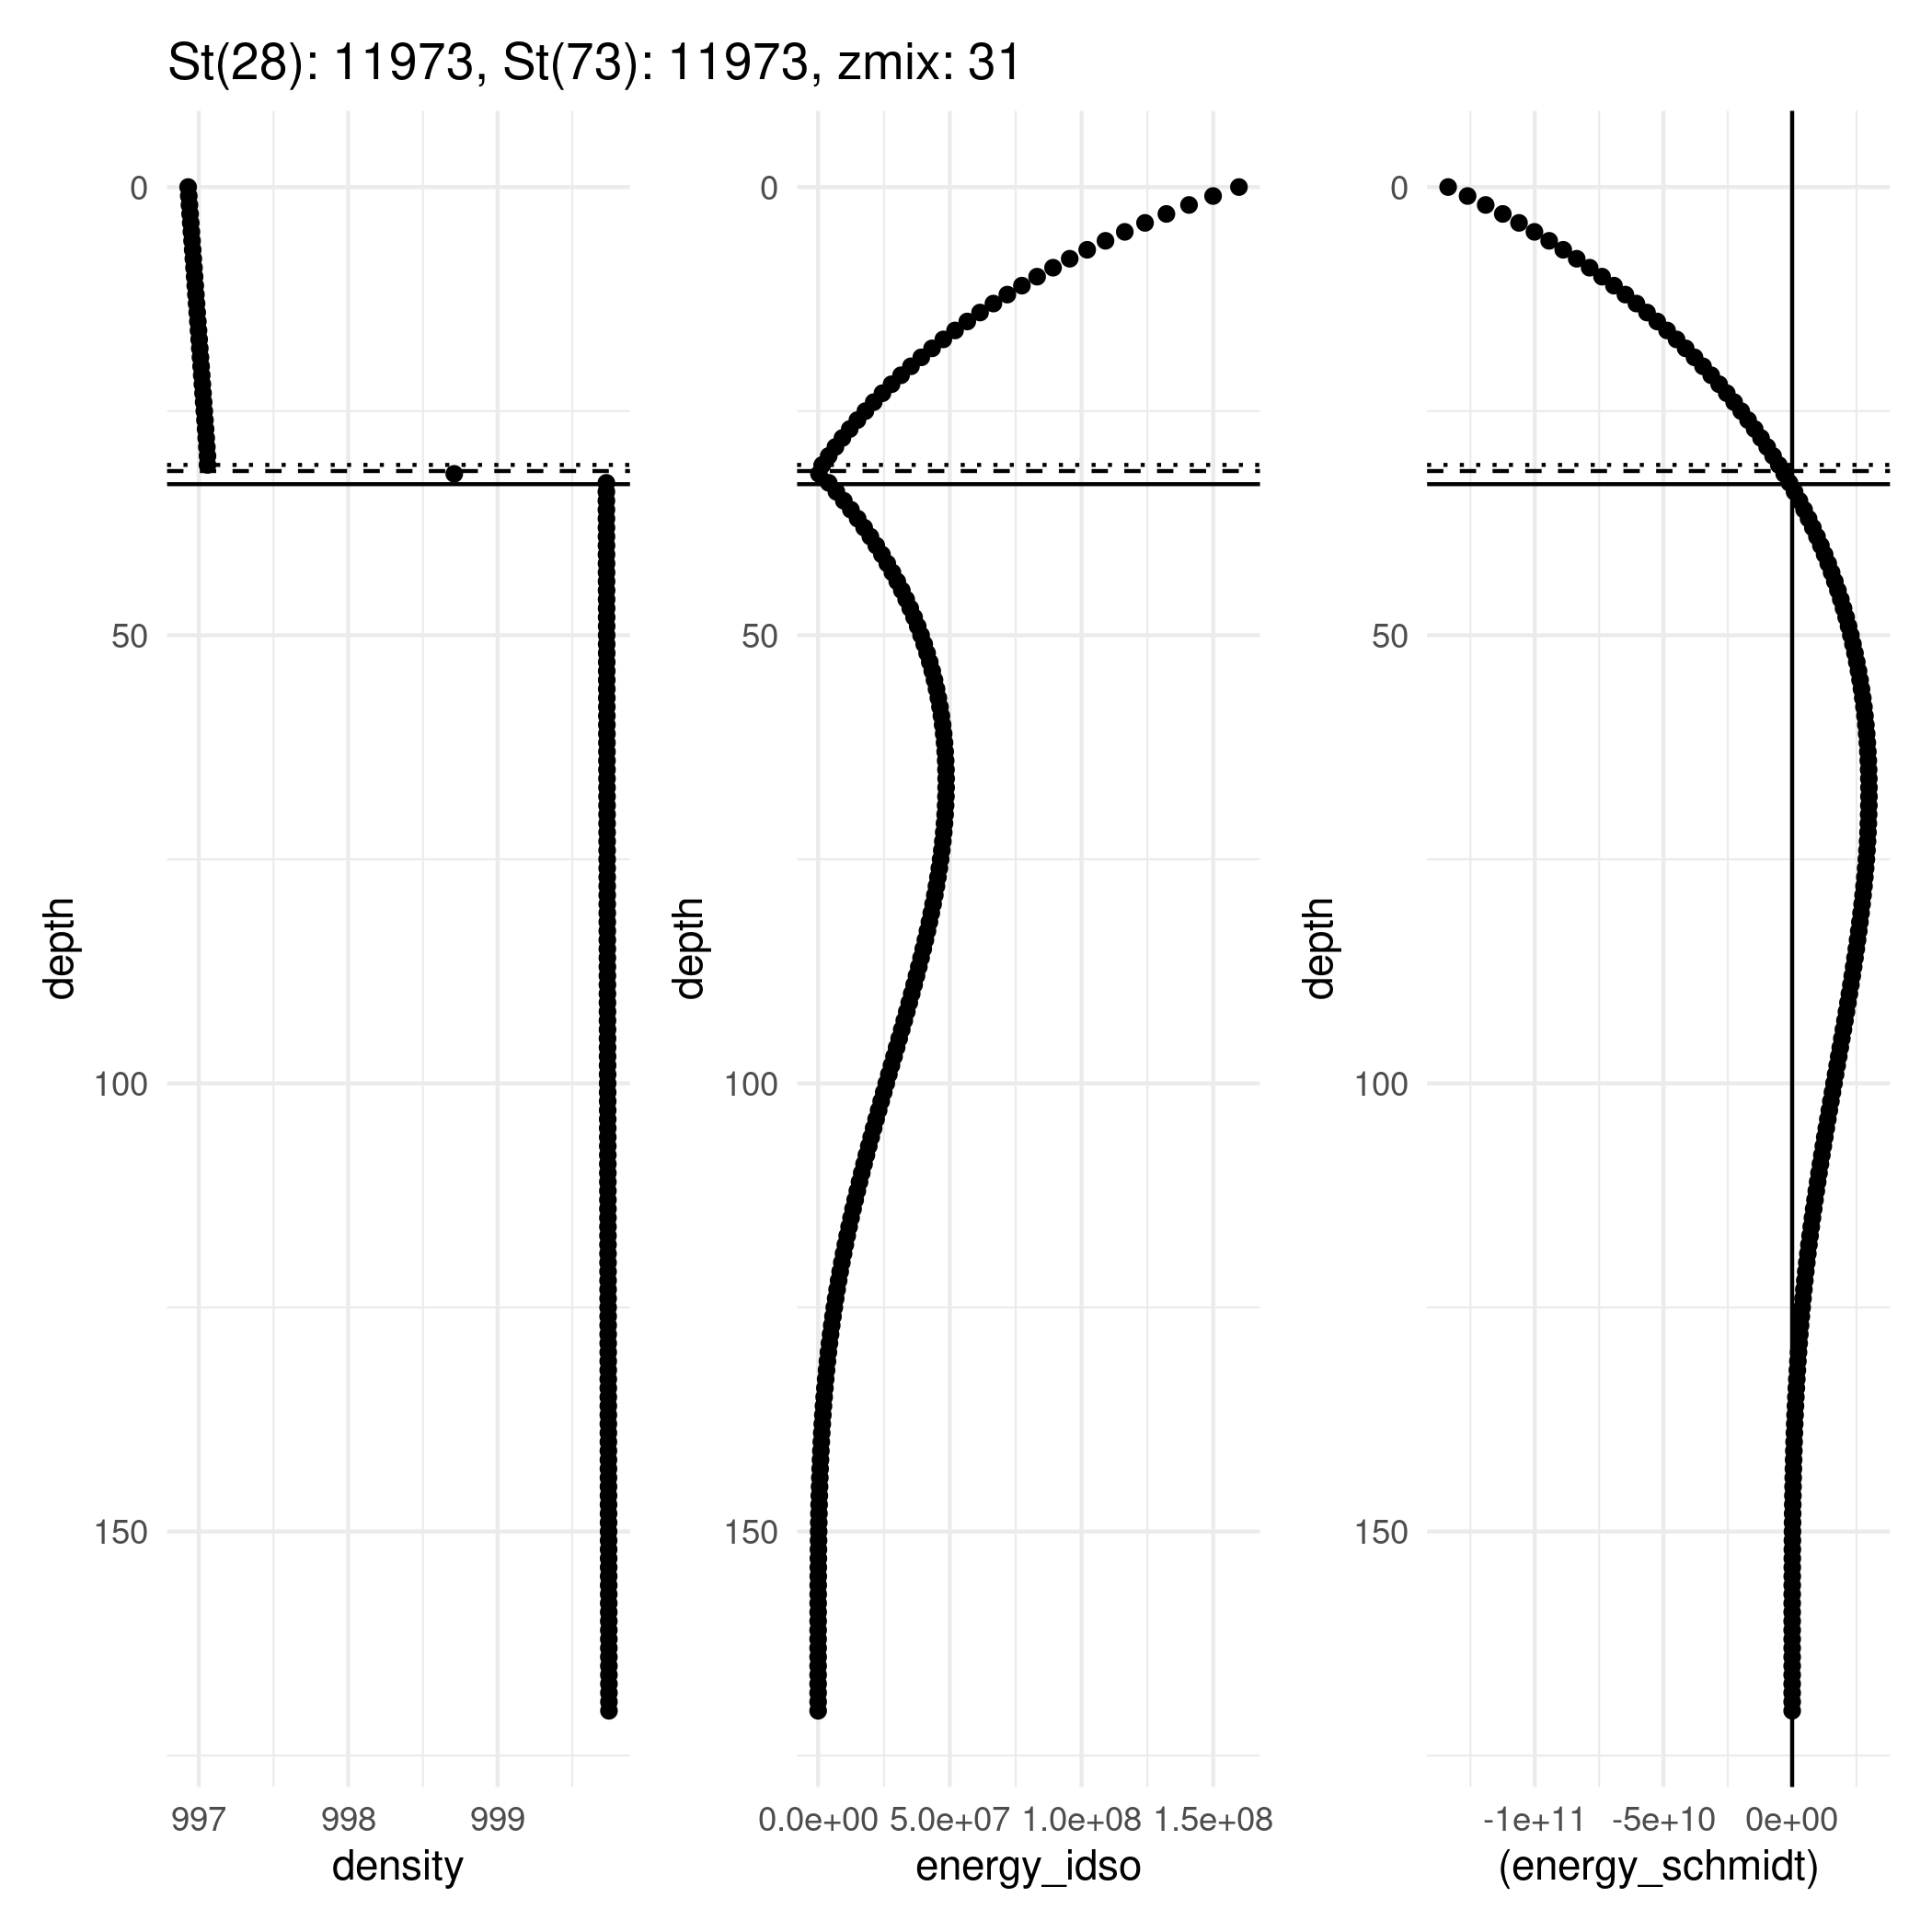 St(28): 11973, St(73): 11973, zmix: 31
depth
0
50
100
150
997 998 999
density
depth
0
50
100
150
0.0e+00 5.0e+07 1.0e+08 1.5e+08
energy_idso
depth
0
50
100
150
-1e+11 -5e+10 0e+00
(energy_schmidt)